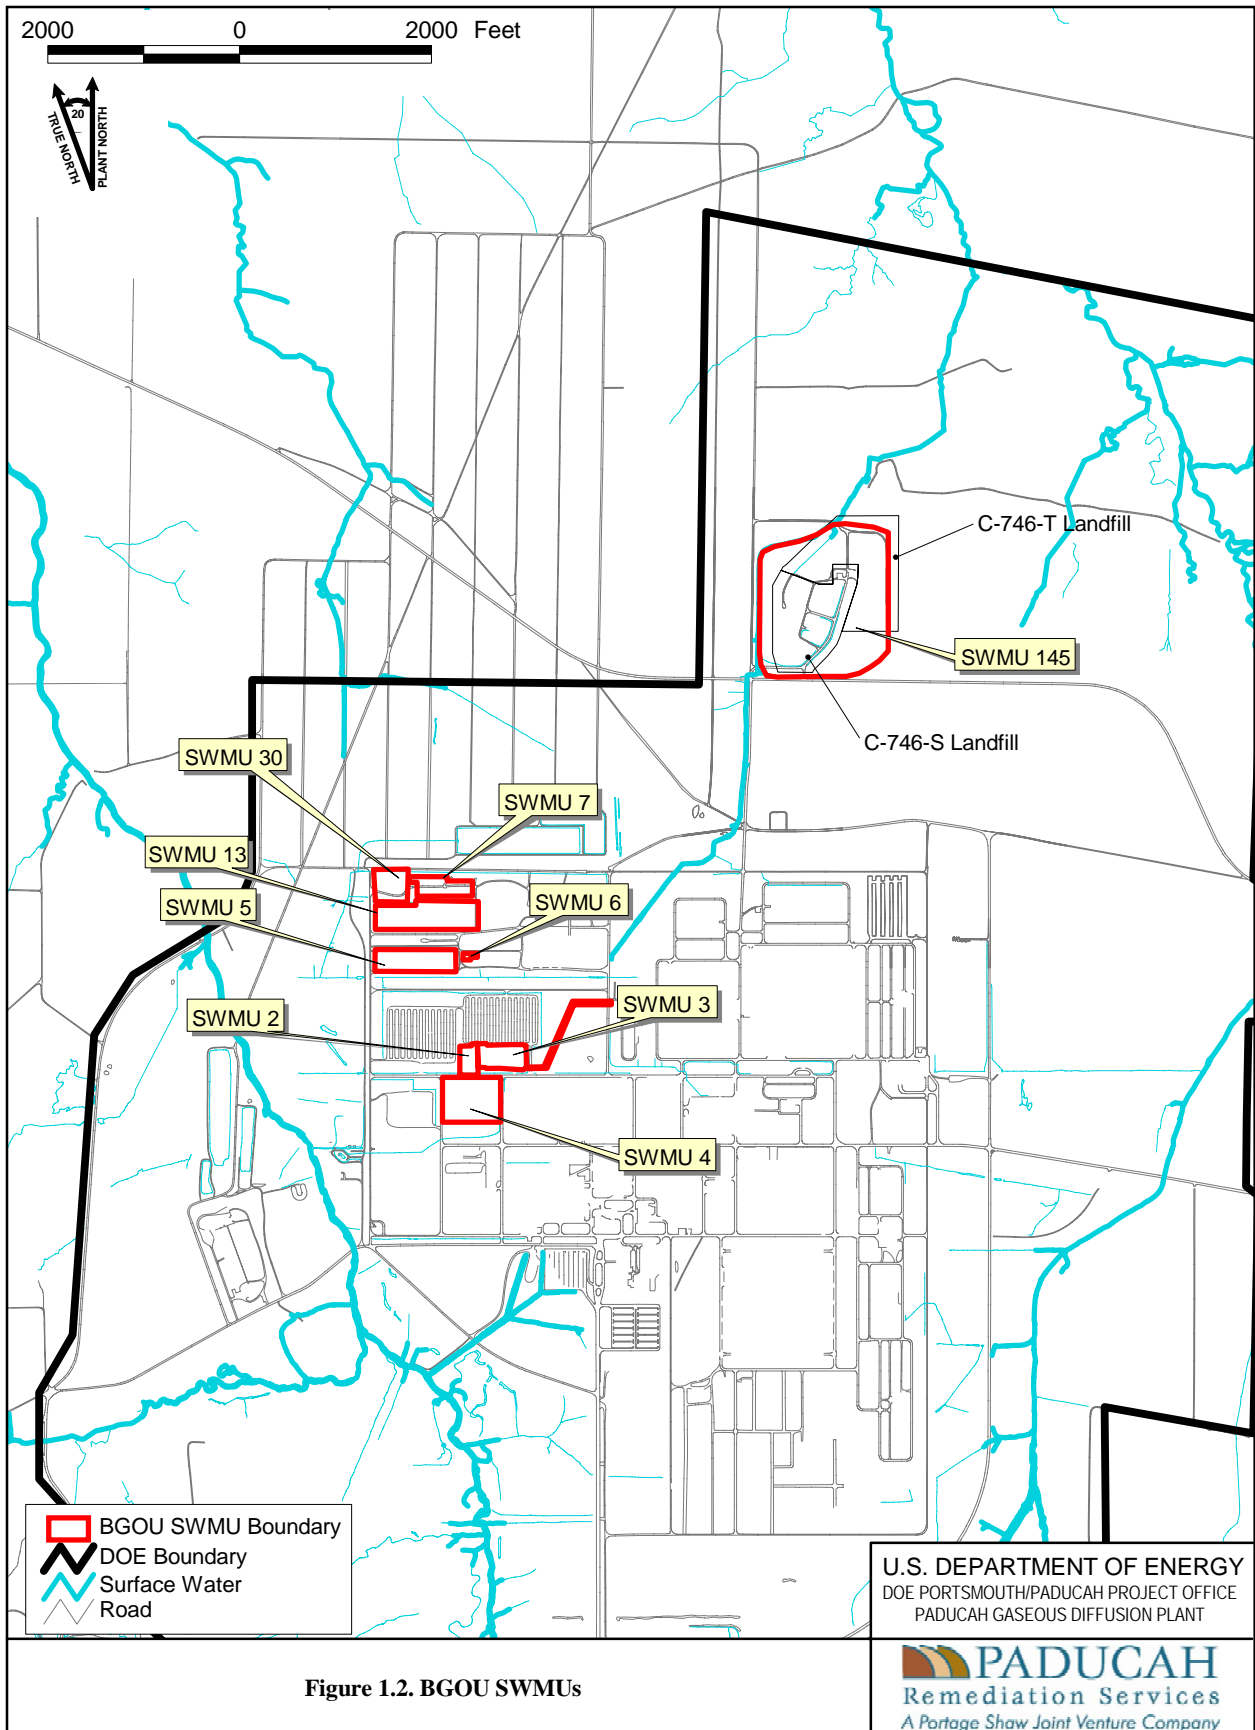 2000 0 2000 Feet
20
TRUE NORTH
PLANT NORTH
C-746-T Landfill
SWMU 145
C-746-S Landfill
SWMU 30
SWMU 7
SWMU 13
SWMU 5
SWMU 6
SWMU 2
SWMU 3
SWMU 4
BGOU SWMU Boundary
DOE Boundary
Surface Water
Road
U.S. DEPARTMENT OF ENERGY
DOE PORTSMOUTH/PADUCAH PROJECT OFFICE
PADUCAH GASEOUS DIFFUSION PLANT
Figure 1.2. BGOU SWMUs
PADUCAH
Remediation Services
A Portage Shaw Joint Venture Company